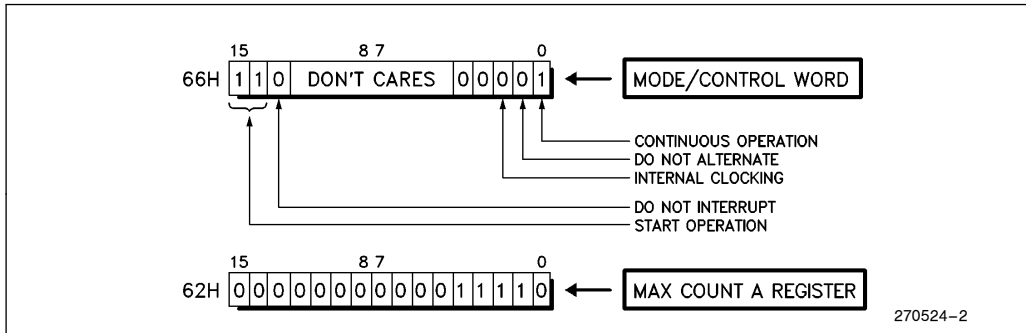 15 8 7 0
66H 1 1 0 DON'T CARES 0 0 0 0 1 MODE/CONTROL WORD
CONTINUOUS OPERATION
DO NOT ALTERNATE
INTERNAL CLOCKING
DO NOT INTERRUPT
START OPERATION
15 8 7 0
62H 0 0 0 0 0 0 0 0 0 0 0 1 1 1 1 0 MAX COUNT A REGISTER
270524-2